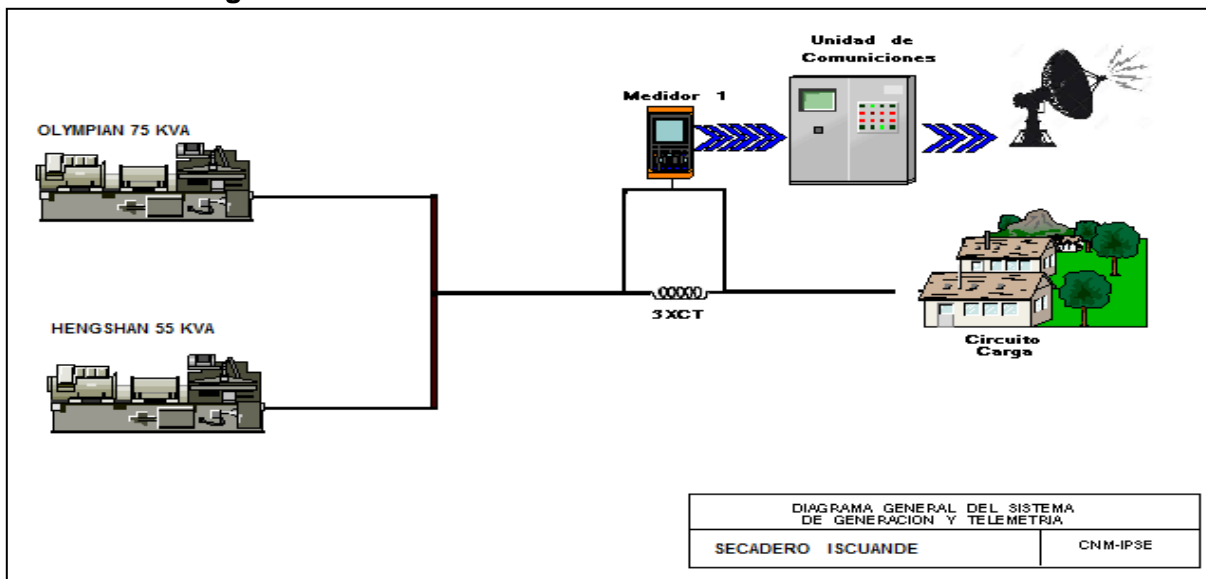 Unidad de
Comuniciones
Medidor 1
OLYMPIAN 75 KVA
3XCT
HENGSHAN 55 KVA
Circuito
Carga
DIAGRAMA GENERAL DEL SISTEMA
DE GENERACION Y TELEMETRIA
SECADERO ISCUANDE
CNM-IPSE